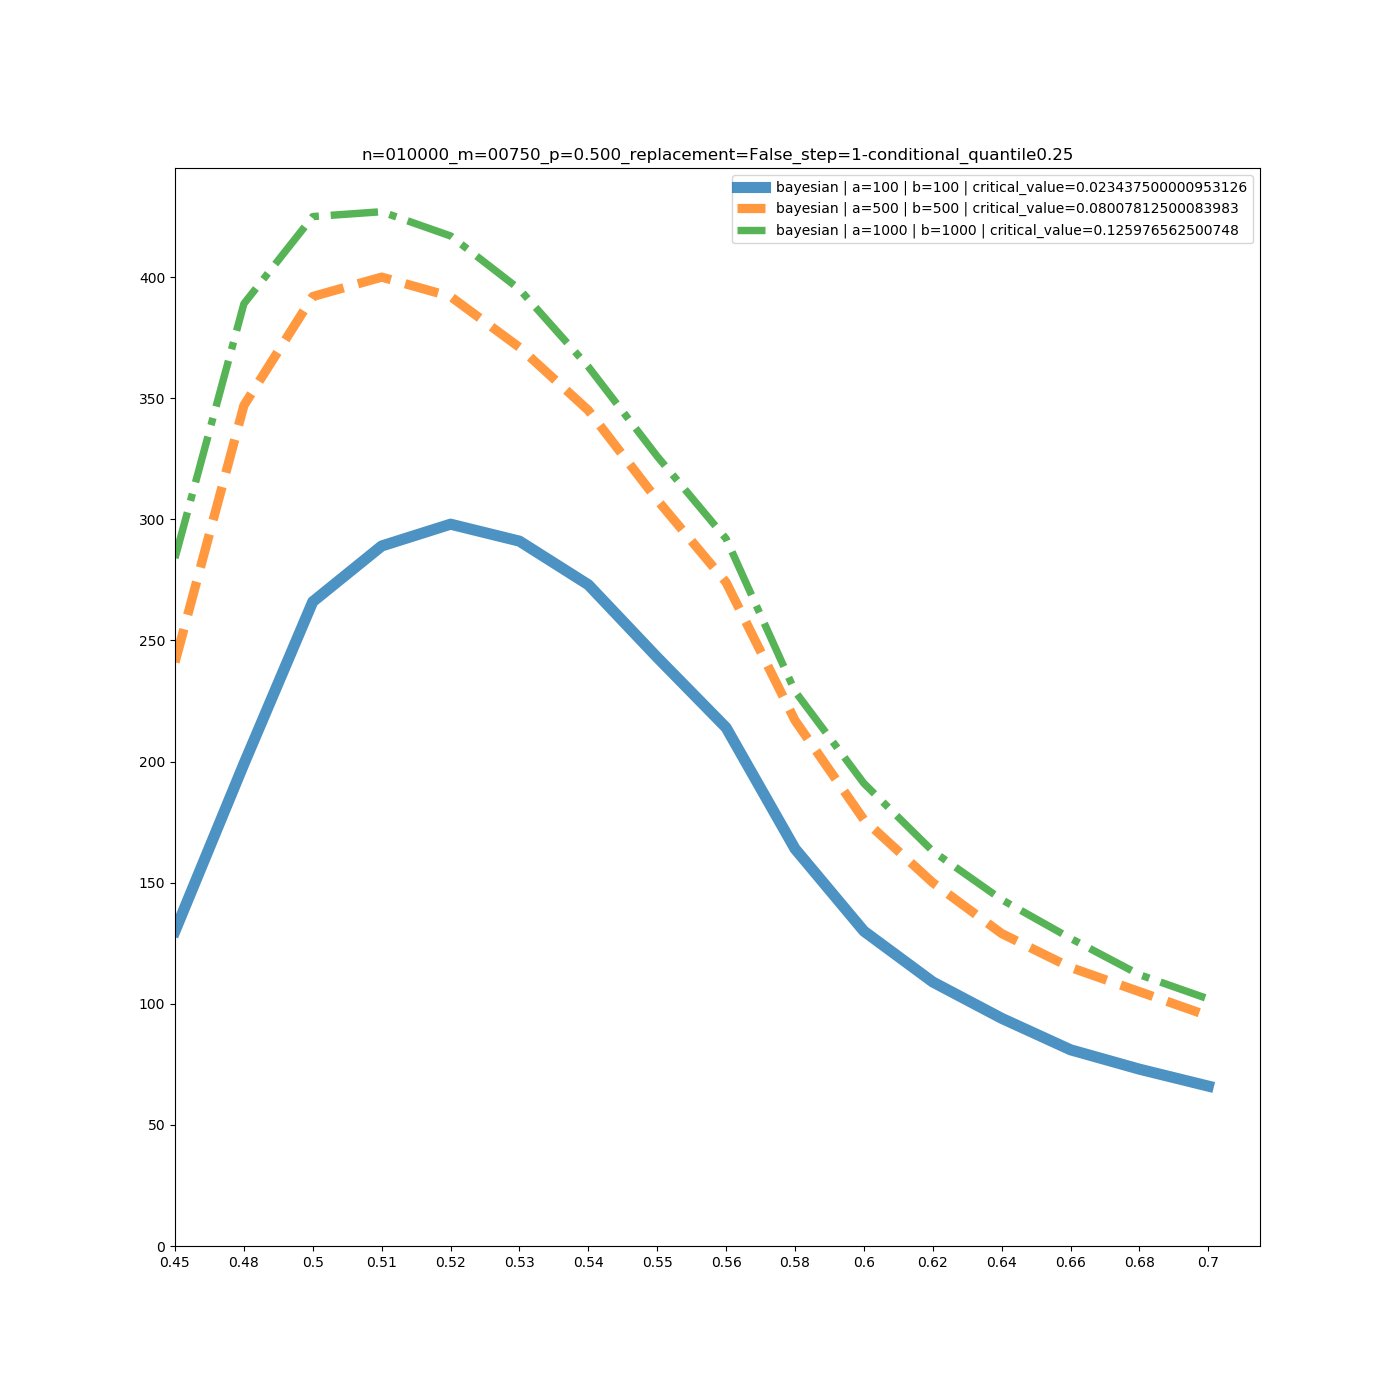 n=010000_m=00750_p=0.500_replacement=False_step=1-conditional_quantile0.25
bayesian | a=100 | b=100 | critical_value=0.023437500000953126
bayesian | a=500 | b=500 | critical_value=0.08007812500083983
bayesian | a=1000 | b=1000 | critical_value=0.125976562500748
400
350
300
250
200
150
100
50
0
0.45 0.48 0.5 0.51 0.52 0.53 0.54 0.55 0.56 0.58 0.6 0.62 0.64 0.66 0.68 0.7